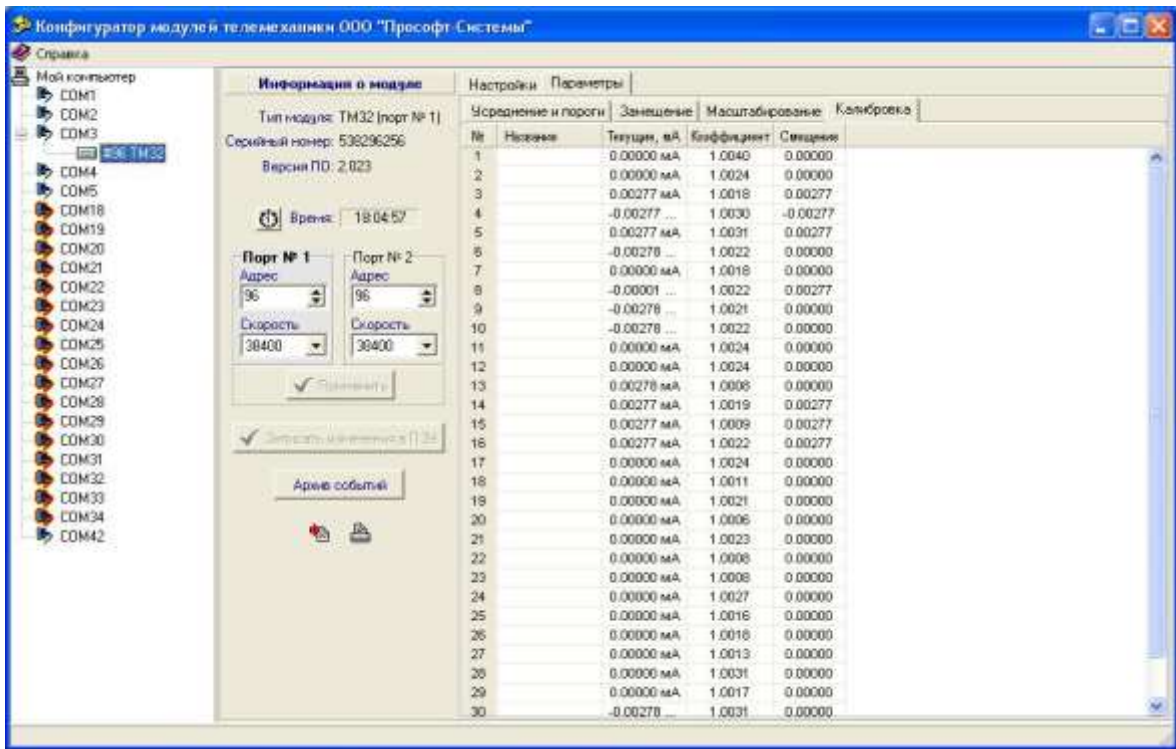 Конфигуратор модулей телемеханики ООО "Прософт-Системы"
Справка
Мой компьютер
COM1
COM2
COM3
#96 TM32
COM4
COM5
COM18
COM19
COM20
COM21
COM22
COM23
COM24
COM25
COM26
COM27
COM28
COM29
COM30
COM31
COM32
COM33
COM34
COM42
Информация о модуле
Тип модуля: TM32 (порт № 1)
Серийный номер: 538296256
Версия ПО: 2.023
Время: 18:04:57
Порт № 1 Порт № 2
Адрес Адрес
96 96
Скорость Скорость
38400 38400
Применить
Записать изменения в ПЗУ
Архив событий
Настройки Параметры
Усреднение и пороги Замещение Масштабирование Калибровка
№ Название Текущее, мА Коэффициент Смещение
1 0.00000 мА 1.0040 0.00000
2 0.00000 мА 1.0024 0.00000
3 0.00277 мА 1.0018 0.00277
4 -0.00277 ... 1.0030 -0.00277
5 0.00277 мА 1.0031 0.00277
6 -0.00278 ... 1.0022 0.00000
7 0.00000 мА 1.0018 0.00000
8 -0.00001 ... 1.0022 0.00277
9 -0.00278 ... 1.0021 0.00000
10 -0.00278 ... 1.0022 0.00000
11 0.00000 мА 1.0024 0.00000
12 0.00000 мА 1.0024 0.00000
13 0.00278 мА 1.0008 0.00000
14 0.00277 мА 1.0019 0.00277
15 0.00277 мА 1.0009 0.00277
16 0.00277 мА 1.0022 0.00277
17 0.00000 мА 1.0024 0.00000
18 0.00000 мА 1.0011 0.00000
19 0.00000 мА 1.0021 0.00000
20 0.00000 мА 1.0006 0.00000
21 0.00000 мА 1.0023 0.00000
22 0.00000 мА 1.0008 0.00000
23 0.00000 мА 1.0008 0.00000
24 0.00000 мА 1.0027 0.00000
25 0.00000 мА 1.0016 0.00000
26 0.00000 мА 1.0018 0.00000
27 0.00000 мА 1.0013 0.00000
28 0.00000 мА 1.0031 0.00000
29 0.00000 мА 1.0017 0.00000
30 -0.00278 ... 1.0031 0.00000